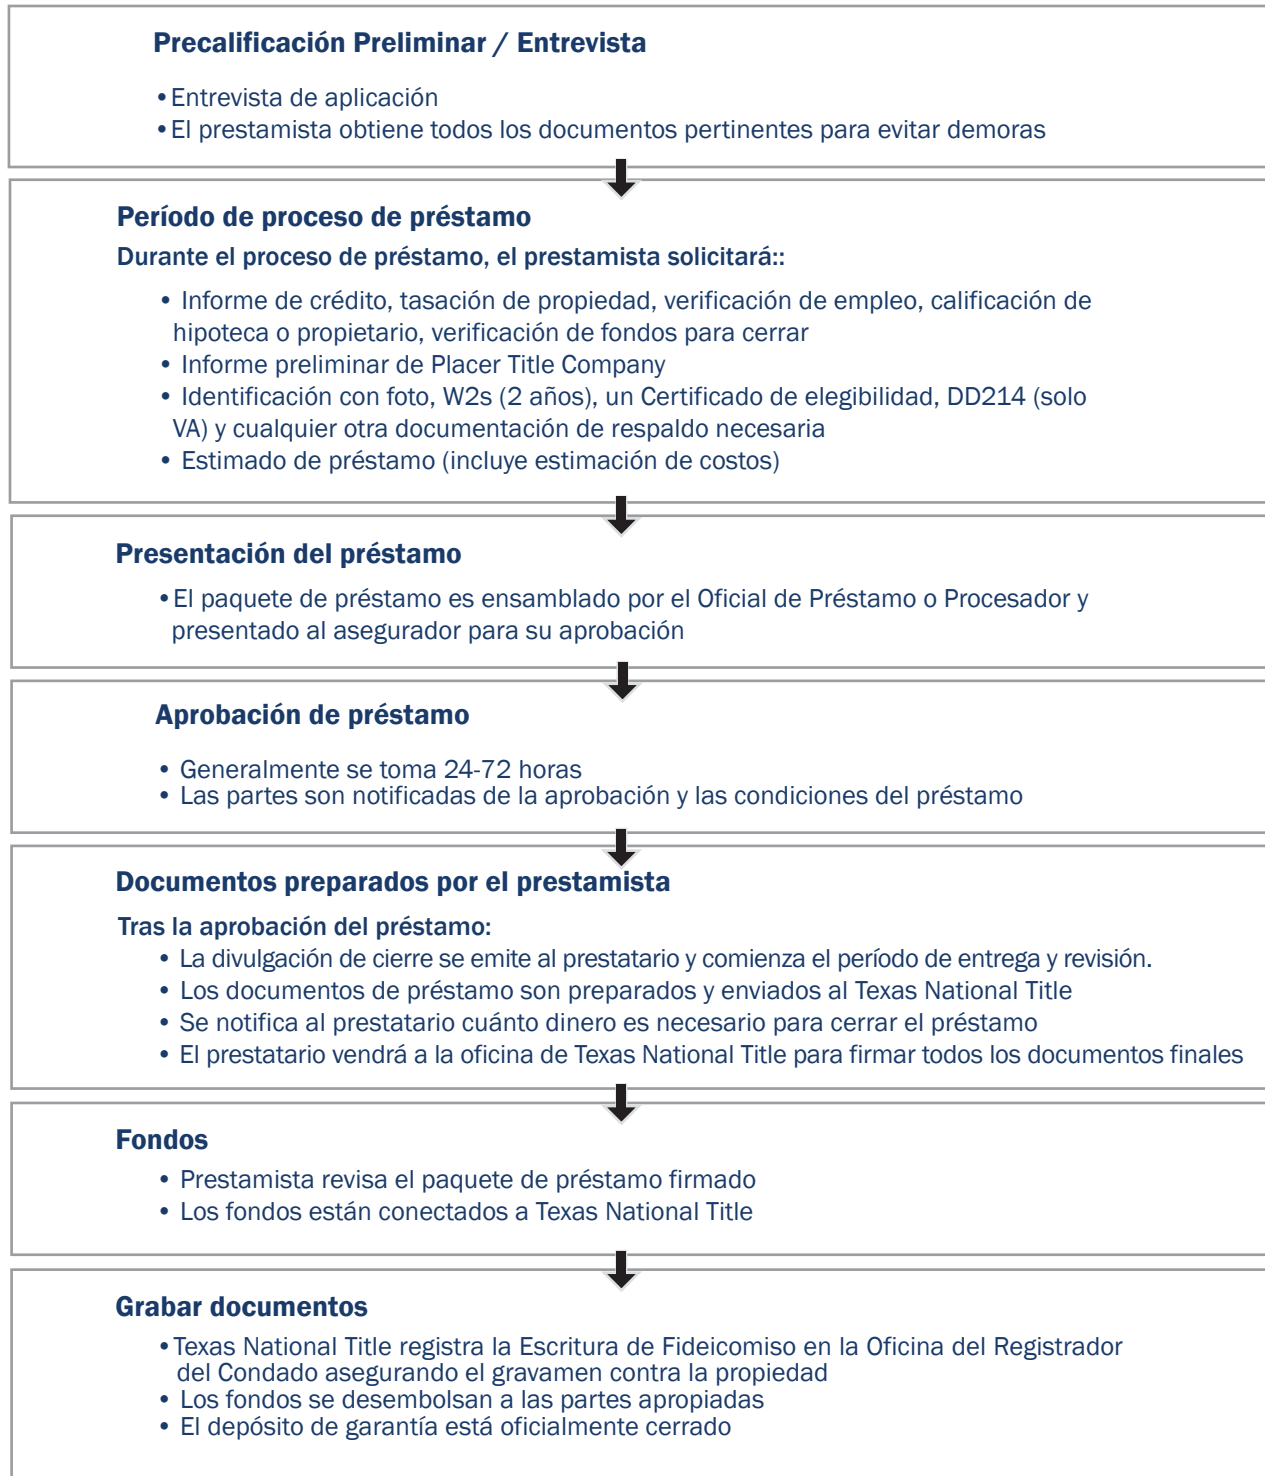 Precalificación Preliminar / Entrevista
•Entrevista de aplicación
•El prestamista obtiene todos los documentos pertinentes para evitar demoras
Período de proceso de préstamo
Durante el proceso de préstamo, el prestamista solicitará::
• Informe de crédito, tasación de propiedad, verificación de empleo, calificación de
hipoteca o propietario, verificación de fondos para cerrar
• Informe preliminar de Placer Title Company
• Identificación con foto, W2s (2 años), un Certificado de elegibilidad, DD214 (solo
VA) y cualquier otra documentación de respaldo necesaria
• Estimado de préstamo (incluye estimación de costos)
Presentación del préstamo
•El paquete de préstamo es ensamblado por el Oficial de Préstamo o Procesador y
presentado al asegurador para su aprobación
Aprobación de préstamo
• Generalmente se toma 24-72 horas
• Las partes son notificadas de la aprobación y las condiciones del préstamo
Documentos preparados por el prestamista
Tras la aprobación del préstamo:
• La divulgación de cierre se emite al prestatario y comienza el período de entrega y revisión.
• Los documentos de préstamo son preparados y enviados al Texas National Title
• Se notifica al prestatario cuánto dinero es necesario para cerrar el préstamo
• El prestatario vendrá a la oficina de Texas National Title para firmar todos los documentos finales
Fondos
• Prestamista revisa el paquete de préstamo firmado
• Los fondos están conectados a Texas National Title
Grabar documentos
•Texas National Title registra la Escritura de Fideicomiso en la Oficina del Registrador
del Condado asegurando el gravamen contra la propiedad
• Los fondos se desembolsan a las partes apropiadas
• El depósito de garantía está oficialmente cerrado